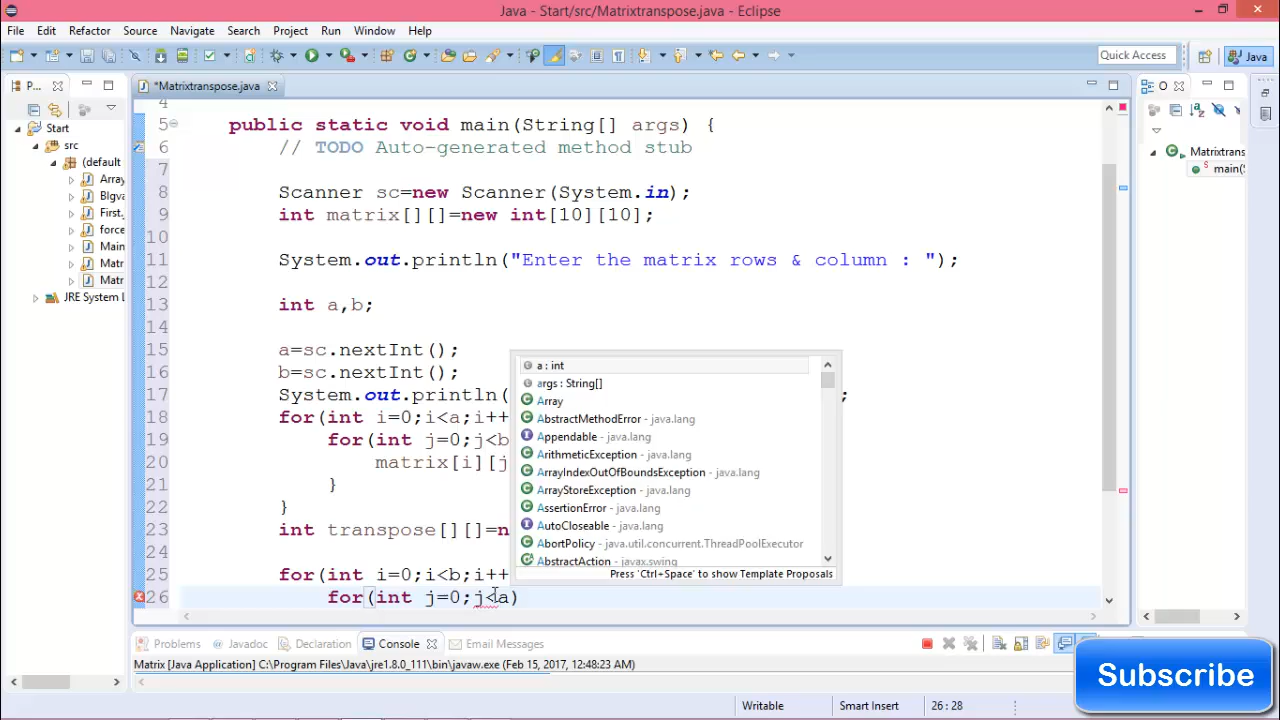 Java - Start/src/Matrixtranspose.java - Eclipse
File Edit Refactor Source Navigate Search Project Run Window Help
Quick Access
Java
P...
*Matrixtranspose.java
O
Start
src
(default
Array
BIgva
First.
force
Main
Matr
Matr
JRE System L
Matrixtrans
main(S
4
5 public static void main(String[] args) {
6 // TODO Auto-generated method stub
7
8 Scanner sc=new Scanner(System.in);
9 int matrix[][]=new int[10][10];
10
11 System.out.println("Enter the matrix rows & column : ");
12
13 int a,b;
14
15 a=sc.nextInt();
16 b=sc.nextInt();
17 System.out.println( ;
18 for(int i=0;i<a;i++
19 for(int j=0;j<b
20 matrix[i][j
21 }
22 }
23 int transpose[][]=n
24
25 for(int i=0;i<b;i++
26 for(int j=0;j<a)
a : int
args : String[]
Array
AbstractMethodError - java.lang
Appendable - java.lang
ArithmeticException - java.lang
ArrayIndexOutOfBoundsException - java.lang
ArrayStoreException - java.lang
AssertionError - java.lang
AutoCloseable - java.lang
AbortPolicy - java.util.concurrent.ThreadPoolExecutor
AbstractAction - javax.swing
Press 'Ctrl+Space' to show Template Proposals
Problems Javadoc Declaration Console Email Messages
Matrix [Java Application] C:\Program Files\Java\jre1.8.0_111\bin\javaw.exe (Feb 15, 2017, 12:48:23 AM)
Writable Smart Insert 26 : 28
Subscribe